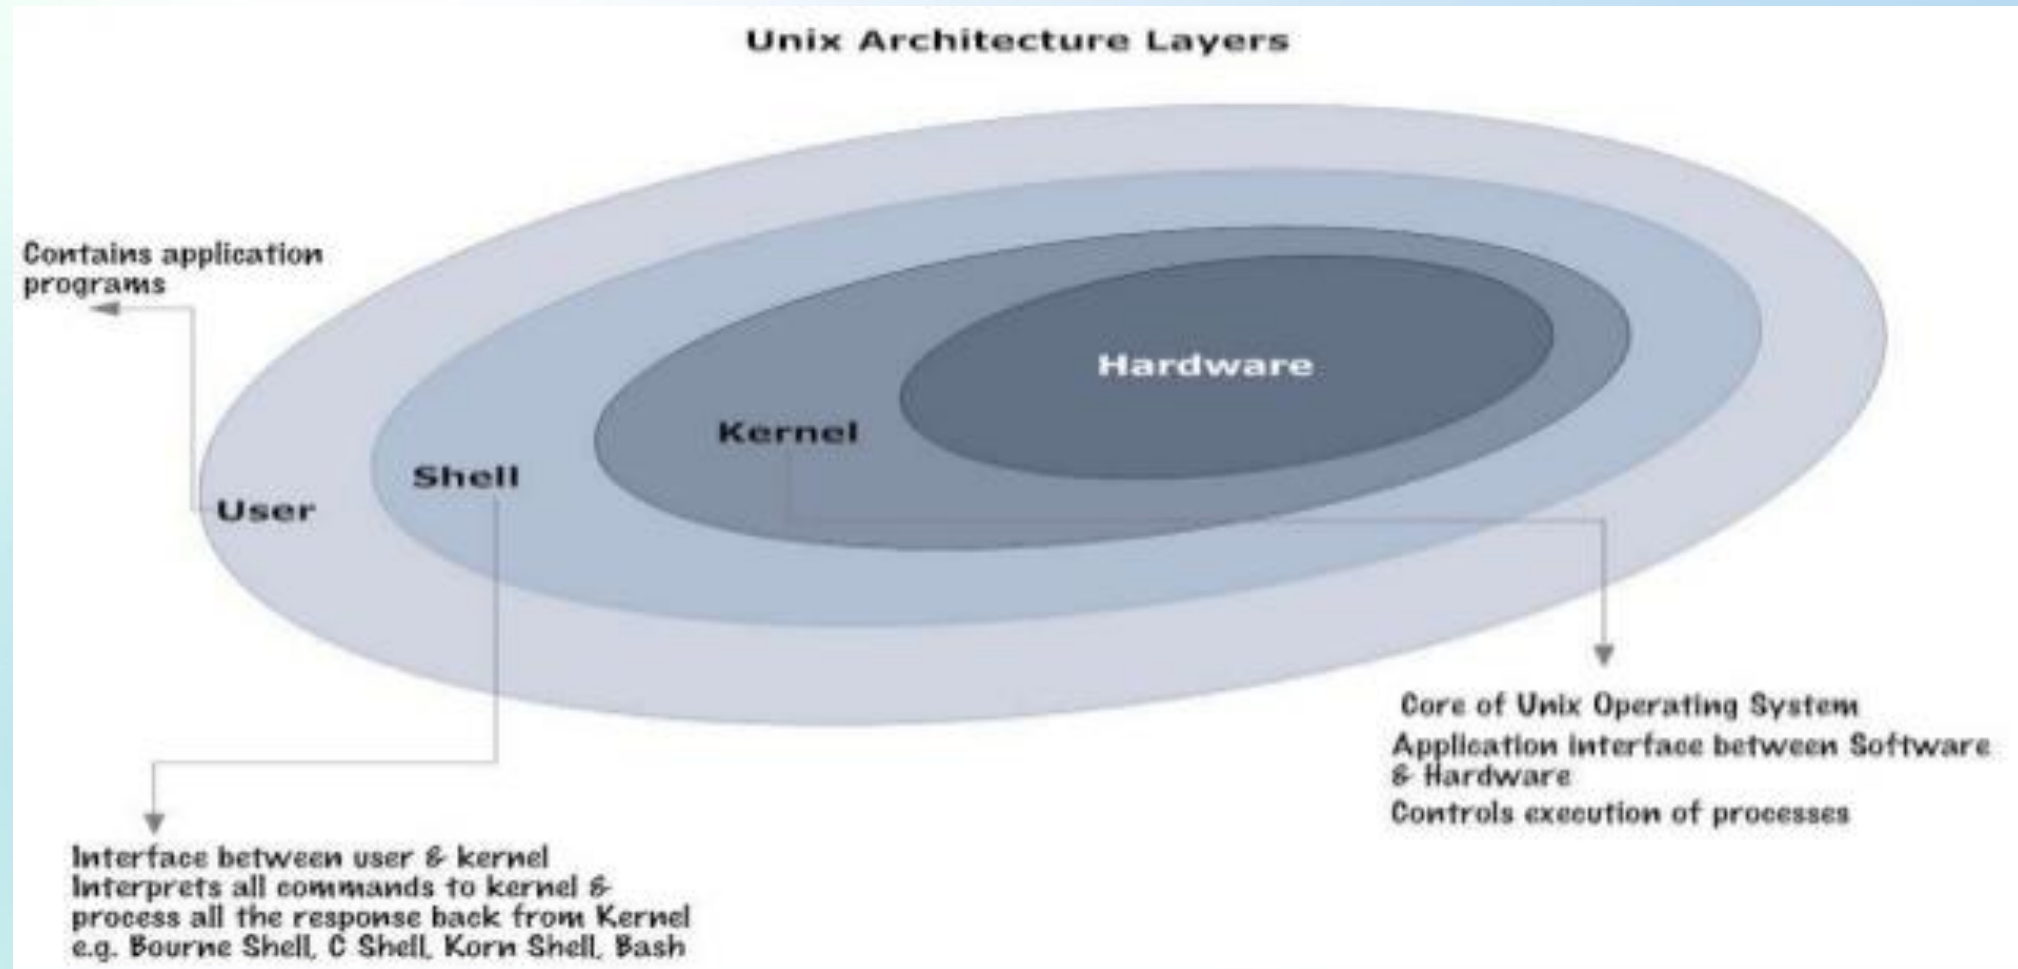 Unix Architecture Layers
Contains application
programs
Hardware
Kernel
Shell
User
Core of Unix Operating System
Application interface between Software
& Hardware
Controls execution of processes
Interface between user & kernel
Interprets all commands to kernel &
process all the response back from Kernel
e.g. Bourne Shell, C Shell, Korn Shell, Bash